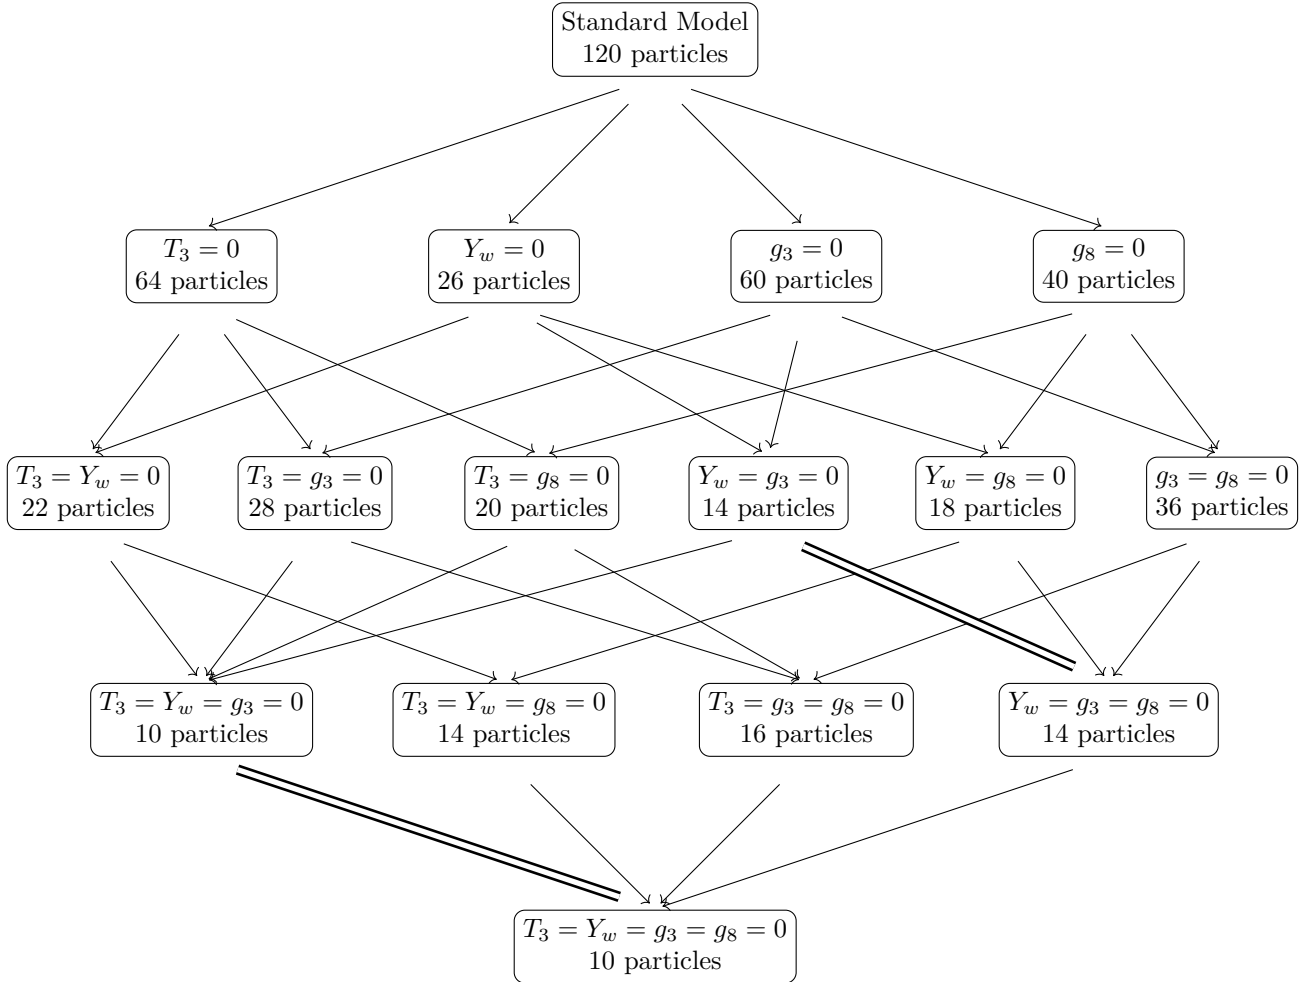 Standard Model
120 particles
T₃ = 0
64 particles
Y_w = 0
26 particles
g₃ = 0
60 particles
g₈ = 0
40 particles
T₃ = Y_w = 0
22 particles
T₃ = g₃ = 0
28 particles
T₃ = g₈ = 0
20 particles
Y_w = g₃ = 0
14 particles
Y_w = g₈ = 0
18 particles
g₃ = g₈ = 0
36 particles
T₃ = Y_w = g₃ = 0
10 particles
T₃ = Y_w = g₈ = 0
14 particles
T₃ = g₃ = g₈ = 0
16 particles
Y_w = g₃ = g₈ = 0
14 particles
T₃ = Y_w = g₃ = g₈ = 0
10 particles